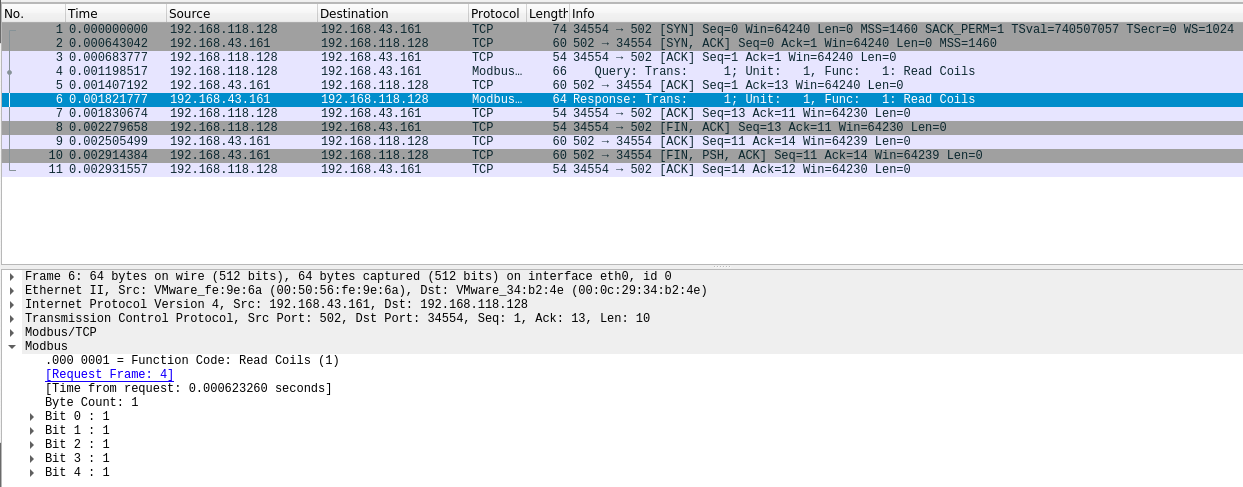 No. Time Source Destination Protocol Length Info
1 0.000000000 192.168.118.128 192.168.43.161 TCP 74 34554 → 502 [SYN] Seq=0 Win=64240 Len=0 MSS=1460 SACK_PERM=1 TSval=740507057 TSecr=0 WS=1024
2 0.000643042 192.168.43.161 192.168.118.128 TCP 60 502 → 34554 [SYN, ACK] Seq=0 Ack=1 Win=64240 Len=0 MSS=1460
3 0.000683777 192.168.118.128 192.168.43.161 TCP 54 34554 → 502 [ACK] Seq=1 Ack=1 Win=64240 Len=0
4 0.001198517 192.168.118.128 192.168.43.161 Modbus… 66 Query: Trans: 1; Unit: 1, Func: 1: Read Coils
5 0.001407192 192.168.43.161 192.168.118.128 TCP 60 502 → 34554 [ACK] Seq=1 Ack=13 Win=64240 Len=0
6 0.001821777 192.168.43.161 192.168.118.128 Modbus… 64 Response: Trans: 1; Unit: 1, Func: 1: Read Coils
7 0.001830674 192.168.118.128 192.168.43.161 TCP 54 34554 → 502 [ACK] Seq=13 Ack=11 Win=64230 Len=0
8 0.002279658 192.168.118.128 192.168.43.161 TCP 54 34554 → 502 [FIN, ACK] Seq=13 Ack=11 Win=64230 Len=0
9 0.002505499 192.168.43.161 192.168.118.128 TCP 60 502 → 34554 [ACK] Seq=11 Ack=14 Win=64239 Len=0
10 0.002914384 192.168.43.161 192.168.118.128 TCP 60 502 → 34554 [FIN, PSH, ACK] Seq=11 Ack=14 Win=64239 Len=0
11 0.002931557 192.168.118.128 192.168.43.161 TCP 54 34554 → 502 [ACK] Seq=14 Ack=12 Win=64230 Len=0
Frame 6: 64 bytes on wire (512 bits), 64 bytes captured (512 bits) on interface eth0, id 0
Ethernet II, Src: VMware_fe:9e:6a (00:50:56:fe:9e:6a), Dst: VMware_34:b2:4e (00:0c:29:34:b2:4e)
Internet Protocol Version 4, Src: 192.168.43.161, Dst: 192.168.118.128
Transmission Control Protocol, Src Port: 502, Dst Port: 34554, Seq: 1, Ack: 13, Len: 10
Modbus/TCP
Modbus
.000 0001 = Function Code: Read Coils (1)
[Request Frame: 4]
[Time from request: 0.000623260 seconds]
Byte Count: 1
Bit 0 : 1
Bit 1 : 1
Bit 2 : 1
Bit 3 : 1
Bit 4 : 1